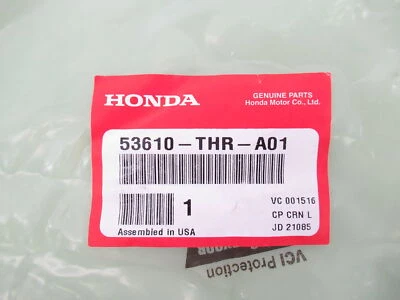 HONDA
GENUINE PARTS
Honda Motor Co., Ltd.
53610-THR-A01
1
VC 001516
CP CRN L
JD 21085
Assembled in USA
VCI Protection